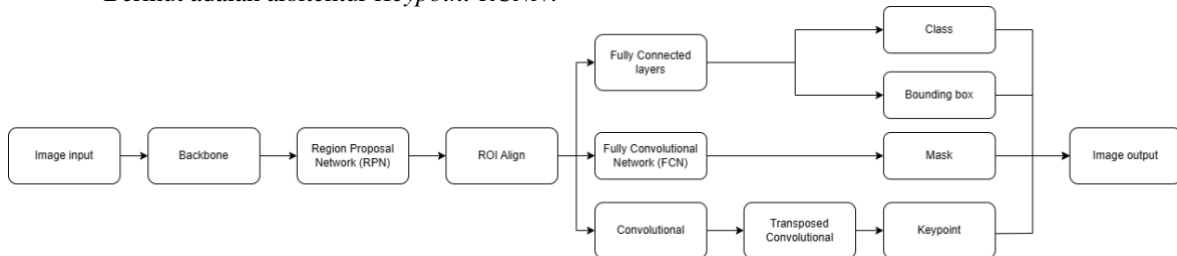 Berikut adalah arsitektur Keypoint RCNN:
Class
Fully Connected
layers
Bounding box
Image input
Backbone
Region Proposal
Network (RPN)
ROI Align
Fully Convolutional
Network (FCN)
Mask
Image output
Convolutional
Transposed
Convolutional
Keypoint